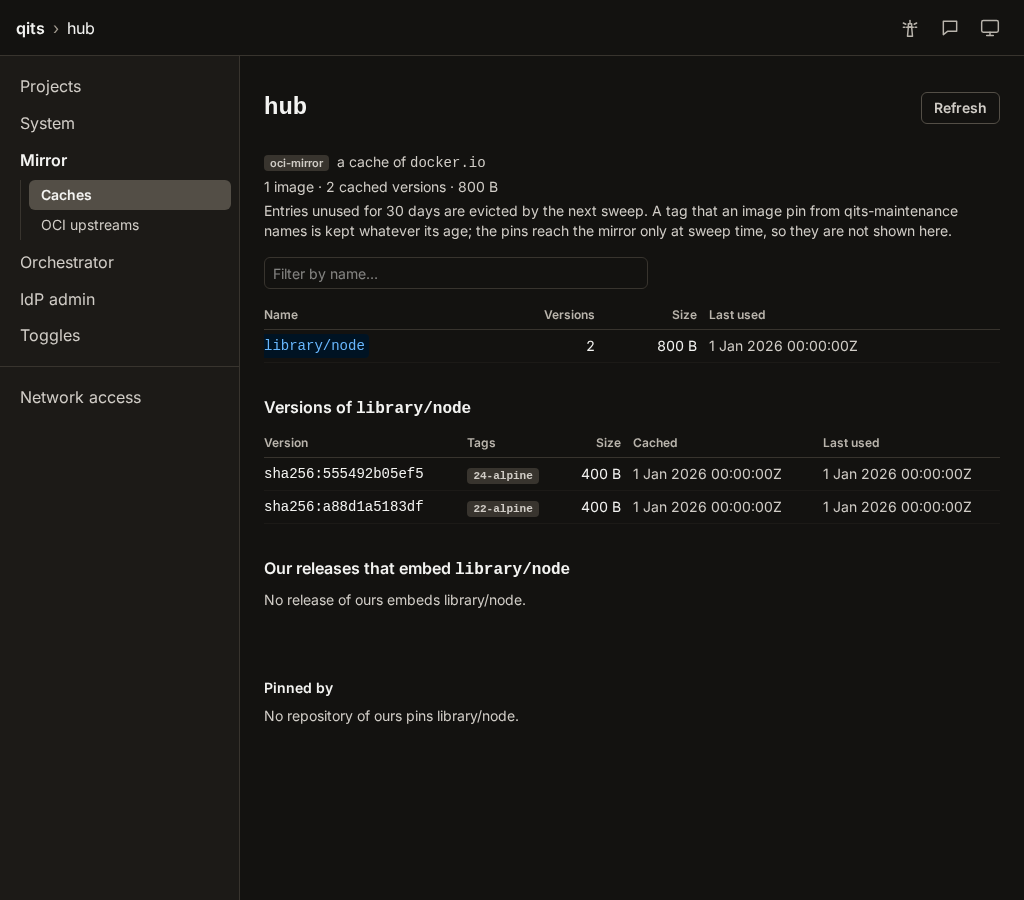 qits › hub
Projects
System
Mirror
Caches
OCI upstreams
Orchestrator
IdP admin
Toggles
Network access
hub
Refresh
oci-mirror a cache of docker.io
1 image · 2 cached versions · 800 B
Entries unused for 30 days are evicted by the next sweep. A tag that an image pin from qits-maintenance
names is kept whatever its age; the pins reach the mirror only at sweep time, so they are not shown here.
Filter by name...
Name Versions Size Last used
library/node 2 800 B 1 Jan 2026 00:00:00Z
Versions of library/node
Version Tags Size Cached Last used
sha256:555492b05ef5 24-alpine 400 B 1 Jan 2026 00:00:00Z 1 Jan 2026 00:00:00Z
sha256:a88d1a5183df 22-alpine 400 B 1 Jan 2026 00:00:00Z 1 Jan 2026 00:00:00Z
Our releases that embed library/node
No release of ours embeds library/node.
Pinned by
No repository of ours pins library/node.